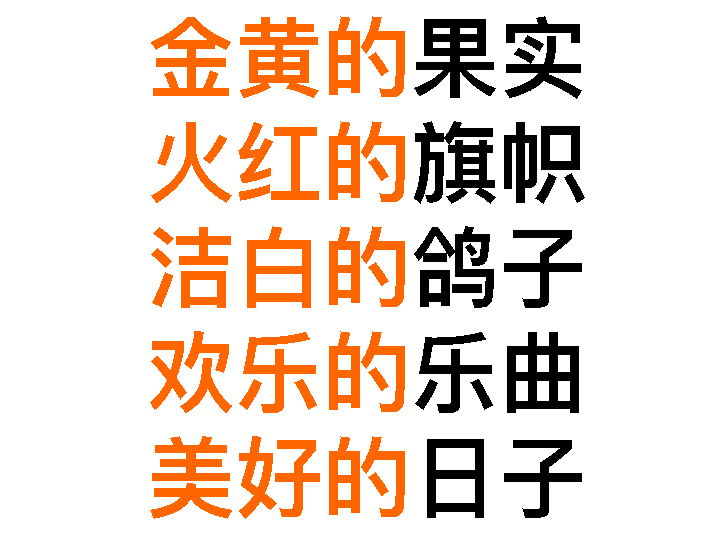 金黄的果实
火红的旗帜
洁白的鸽子
欢乐的乐曲
美好的日子